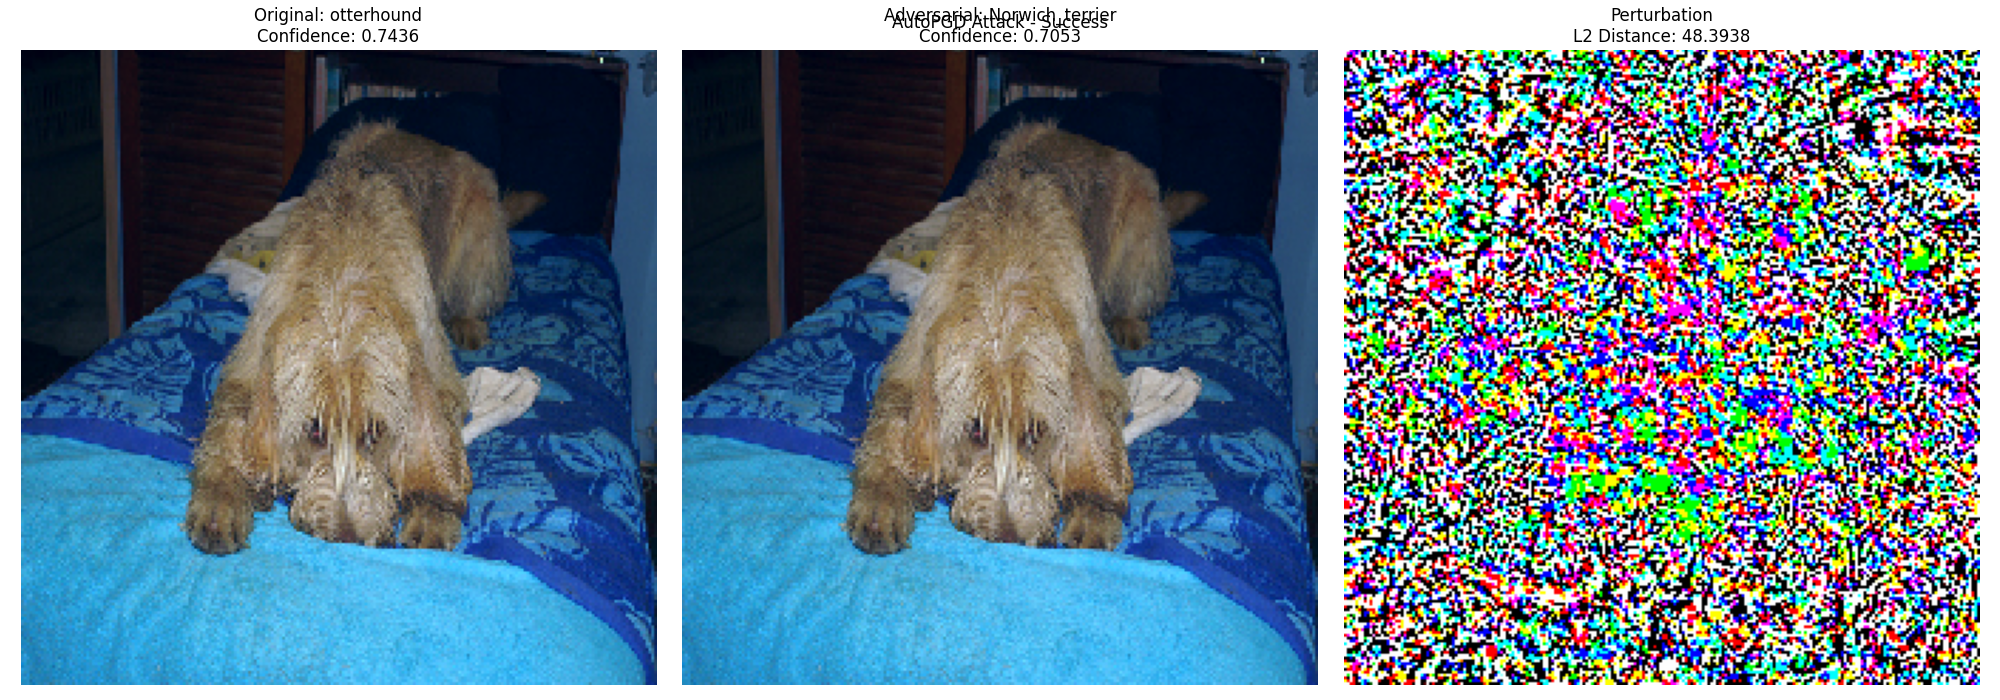 Original: otterhound
Confidence: 0.7436
Adversarial: Norwich_terrier
AutoPGD Attack - Success
Confidence: 0.7053
Perturbation
L2 Distance: 48.3938